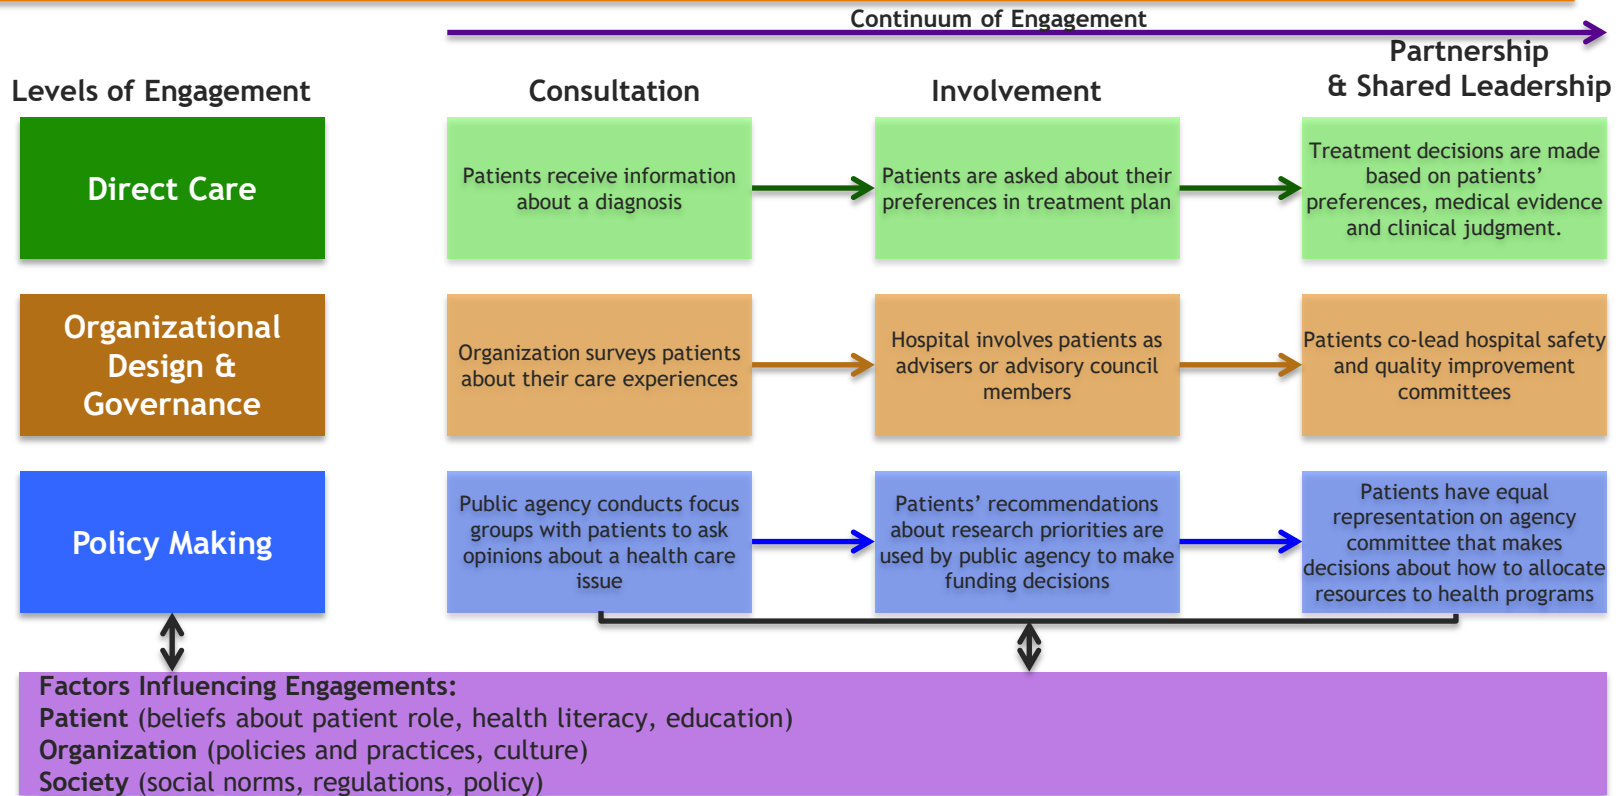 Continuum of Engagement
Levels of Engagement
Consultation
Involvement
Partnership
& Shared Leadership
Direct Care
Patients receive information
about a diagnosis
Patients are asked about their
preferences in treatment plan
Treatment decisions are made
based on patients’
preferences, medical evidence
and clinical judgment.
Organizational
Design &
Governance
Organization surveys patients
about their care experiences
Hospital involves patients as
advisers or advisory council
members
Patients co-lead hospital safety
and quality improvement
committees
Policy Making
Public agency conducts focus
groups with patients to ask
opinions about a health care
issue
Patients’ recommendations
about research priorities are
used by public agency to make
funding decisions
Patients have equal
representation on agency
committee that makes
decisions about how to allocate
resources to health programs
Factors Influencing Engagements:
Patient (beliefs about patient role, health literacy, education)
Organization (policies and practices, culture)
Society (social norms, regulations, policy)